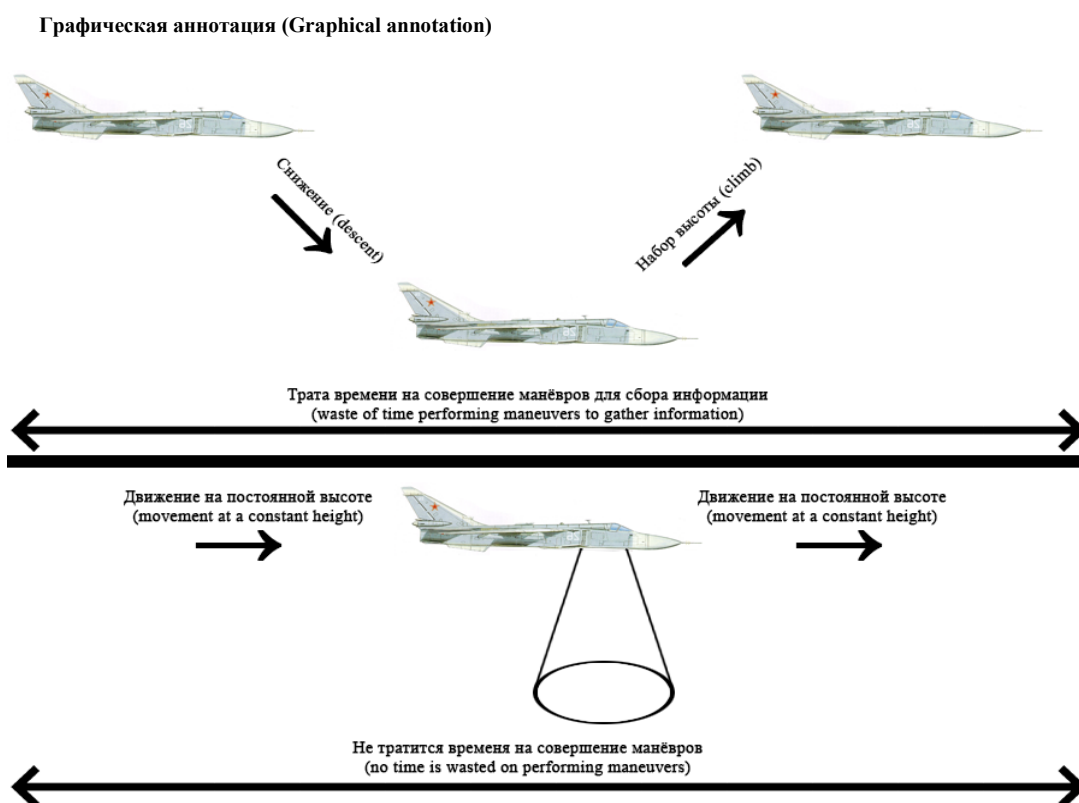 Графическая аннотация (Graphical annotation)
Снижение (descent)
Набор высоты (climb)
Трата времени на совершение манёвров для сбора информации
(waste of time performing maneuvers to gather information)
Движение на постоянной высоте
(movement at a constant height)
Движение на постоянной высоте
(movement at a constant height)
Не тратится временя на совершение манёвров
(no time is wasted on performing maneuvers)